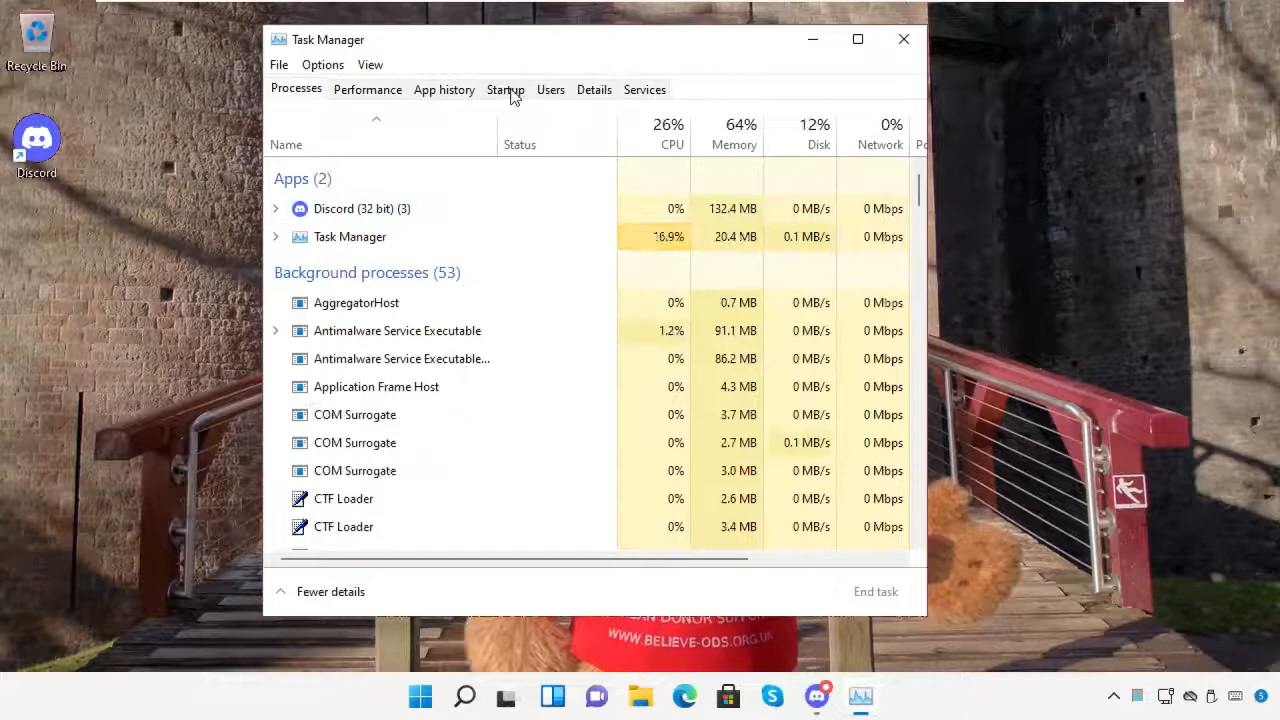 Recycle Bin
Discord
Task Manager
File Options View
Processes Performance App history Startup Users Details Services
26% 64% 12% 0%
Name Status CPU Memory Disk Network
Apps (2)
Discord (32 bit) (3) 0% 132.4 MB 0 MB/s 0 Mbps
Task Manager 16.9% 20.4 MB 0.1 MB/s 0 Mbps
Background processes (53)
AggregatorHost 0% 0.7 MB 0 MB/s 0 Mbps
Antimalware Service Executable 1.2% 91.1 MB 0 MB/s 0 Mbps
Antimalware Service Executable... 0% 86.2 MB 0 MB/s 0 Mbps
Application Frame Host 0% 4.3 MB 0 MB/s 0 Mbps
COM Surrogate 0% 3.7 MB 0 MB/s 0 Mbps
COM Surrogate 0% 2.7 MB 0.1 MB/s 0 Mbps
COM Surrogate 0% 3.0 MB 0 MB/s 0 Mbps
CTF Loader 0% 2.6 MB 0 MB/s 0 Mbps
CTF Loader 0% 3.4 MB 0 MB/s 0 Mbps
Fewer details End task
DONOR
WWW.BELIEVE-ODS.ORG.UK
5